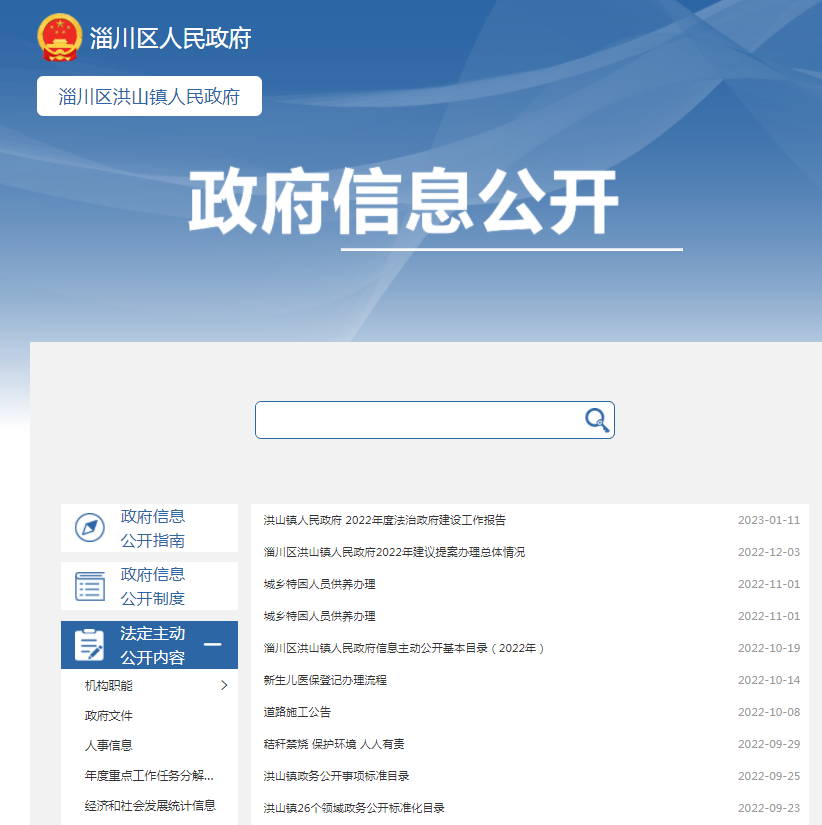 淄川区人民政府
淄川区洪山镇人民政府
政府信息公开
政府信息
公开指南
政府信息
公开制度
法定主动
公开内容
机构职能
政府文件
人事信息
年度重点工作任务分解...
经济和社会发展统计信息
洪山镇人民政府 2022年度法治政府建设工作报告 2023-01-11
淄川区洪山镇人民政府2022年建议提案办理总体情况 2022-12-03
城乡特困人员供养办理 2022-11-01
城乡特困人员供养办理 2022-11-01
淄川区洪山镇人民政府信息主动公开基本目录（2022年） 2022-10-19
新生儿医保登记办理流程 2022-10-14
道路施工公告 2022-10-08
秸秆禁烧 保护环境 人人有责 2022-09-29
洪山镇政务公开事项标准目录 2022-09-25
洪山镇26个领域政务公开标准化目录 2022-09-23